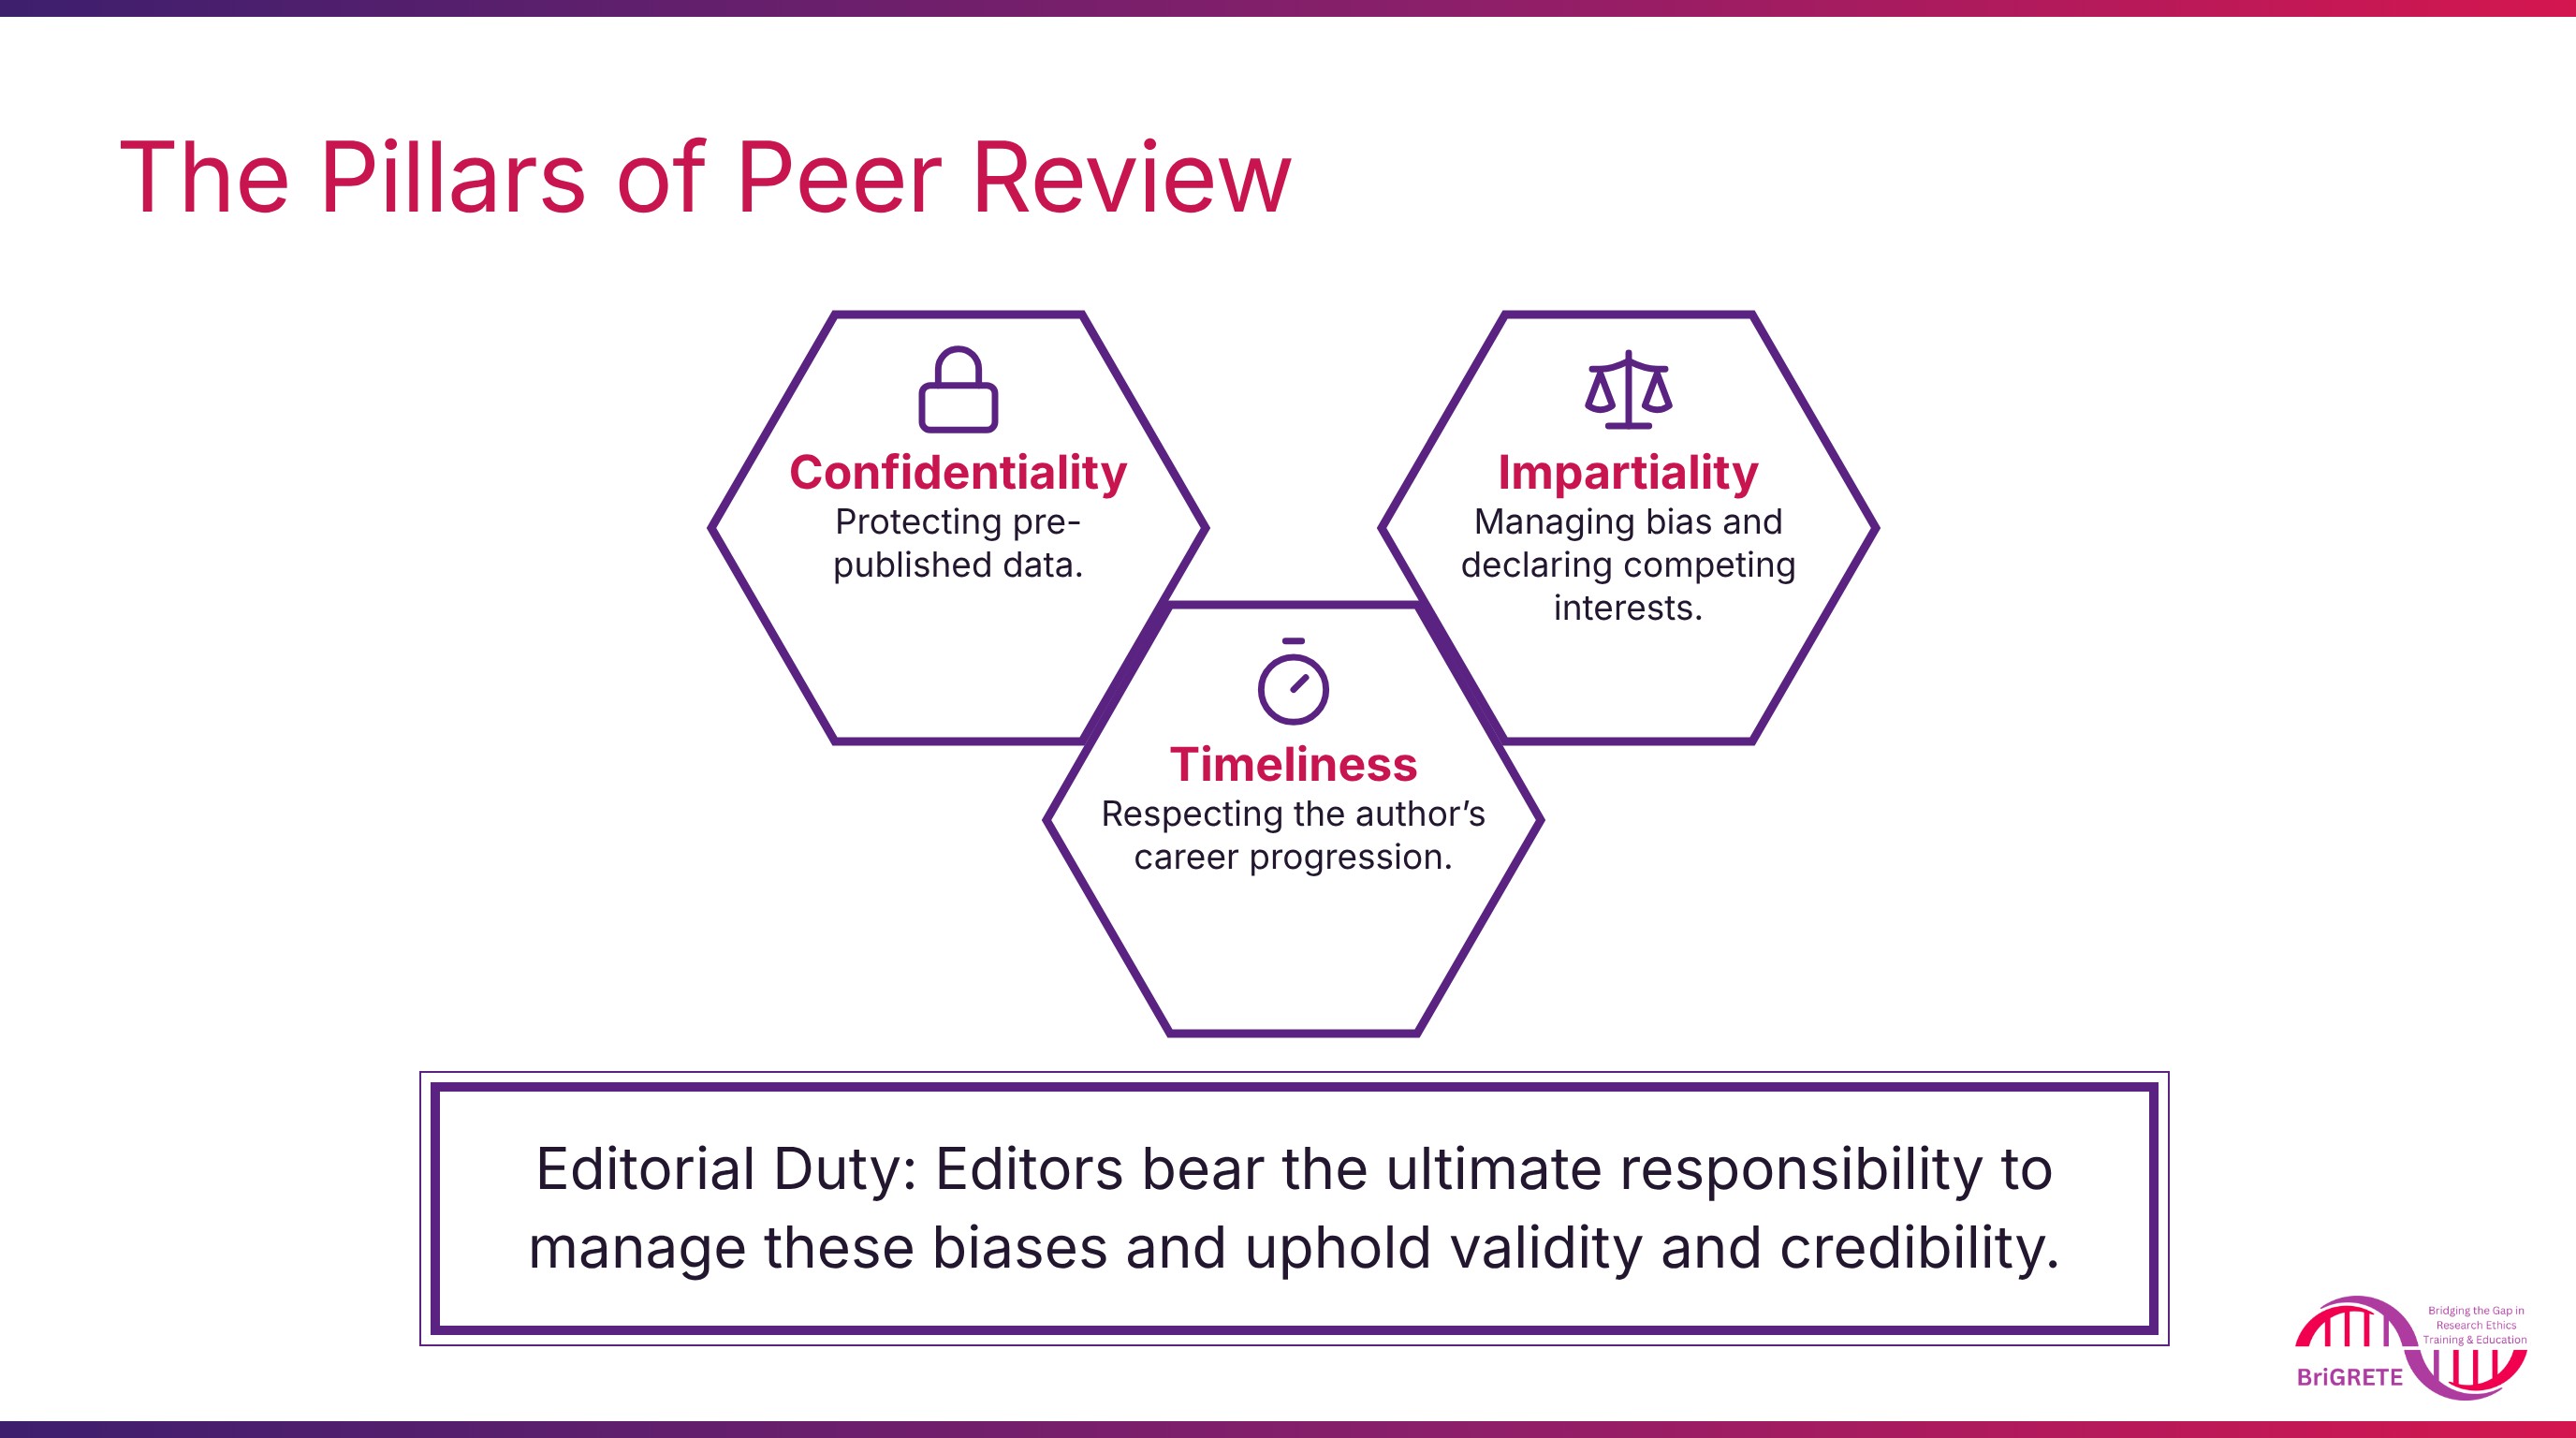 The Pillars of Peer Review
Confidentiality
Protecting pre-
published data.
Impartiality
Managing bias and
declaring competing
interests.
Timeliness
Respecting the author’s
career progression.
Editorial Duty: Editors bear the ultimate responsibility to
manage these biases and uphold validity and credibility.
Bridging the Gap in
Research Ethics
Training & Education
BriGRETE